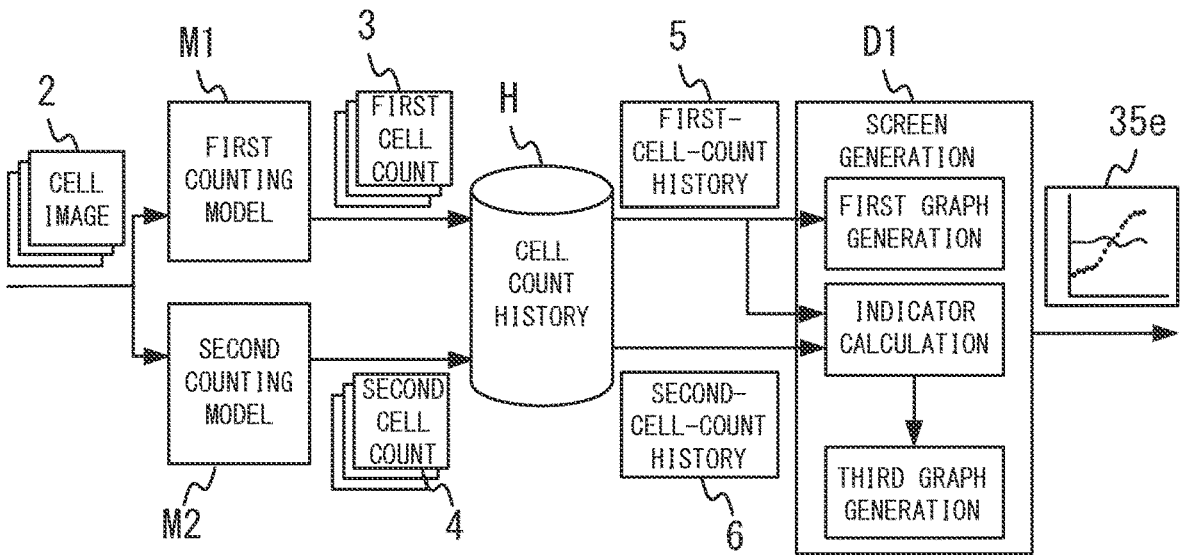 M1
3
5
D1
2
H
35e
CELL
IMAGE
FIRST
COUNTING
MODEL
FIRST
CELL
COUNT
FIRST-
CELL-COUNT
HISTORY
SCREEN
GENERATION
FIRST GRAPH
GENERATION
CELL
COUNT
HISTORY
INDICATOR
CALCULATION
SECOND
COUNTING
MODEL
SECOND
CELL
COUNT
SECOND-
CELL-COUNT
HISTORY
THIRD GRAPH
GENERATION
M2
4
6